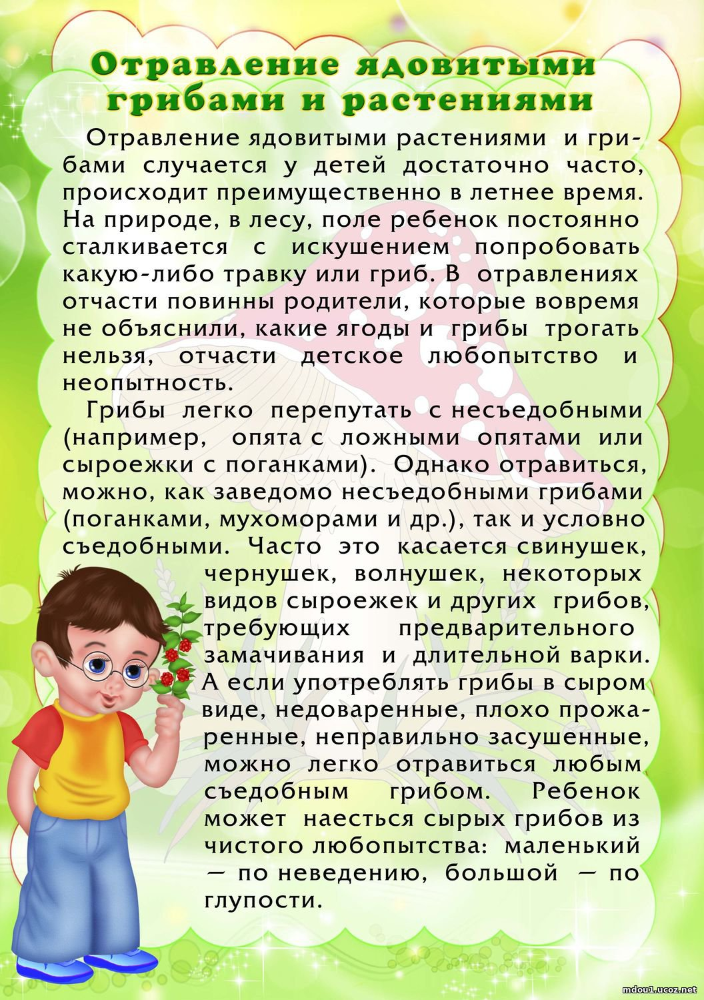 Отравление ядовитыми
грибами и растениями
Отравление ядовитыми растениями и гри-
бами случается у детей достаточно часто,
происходит преимущественно в летнее время.
На природе, в лесу, поле ребенок постоянно
сталкивается с искушением попробовать
какую-либо травку или гриб. В отравлениях
отчасти повинны родители, которые вовремя
не объяснили, какие ягоды и грибы трогать
нельзя, отчасти детское любопытство и
неопытность.
Грибы легко перепутать с несъедобными
(например, опята с ложными опятами или
сыроежки с поганками). Однако отравиться,
можно, как заведомо несъедобными грибами
(поганками, мухоморами и др.), так и условно
съедобными. Часто это касается свинушек,
чернушек, волнушек, некоторых
видов сыроежек и других грибов,
требующих предварительного
замачивания и длительной варки.
А если употреблять грибы в сыром
виде, недоваренные, плохо прожа-
ренные, неправильно засушенные,
можно легко отравиться любым
съедобным грибом. Ребенок
может наесться сырых грибов из
чистого любопытства: маленький
— по неведению, большой — по
глупости.
mdou1.ucoz.net